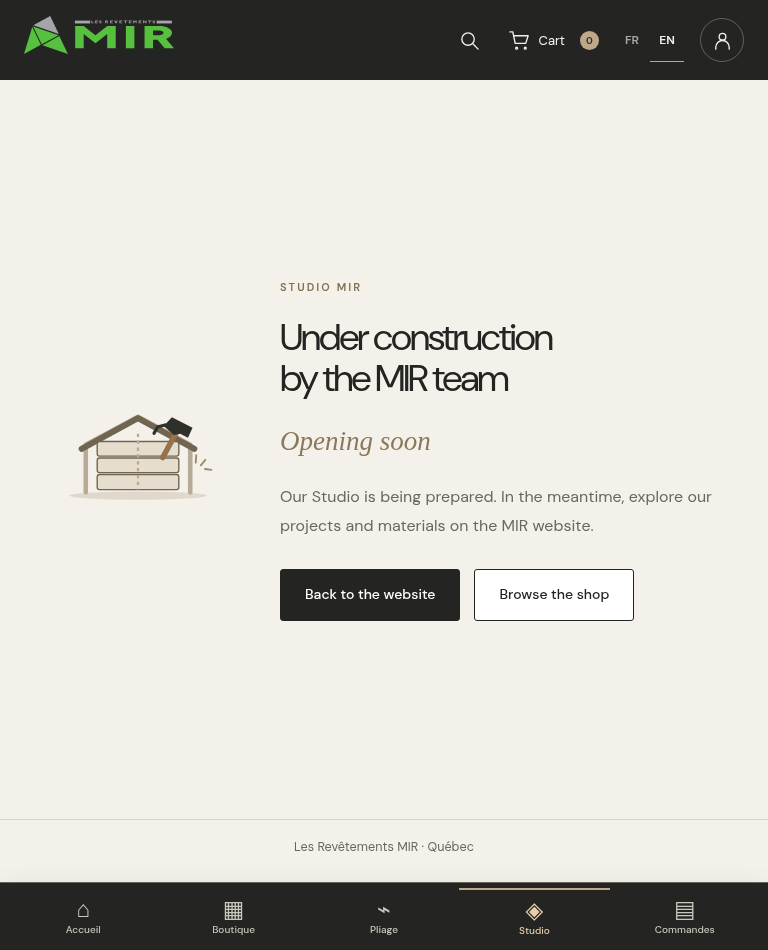 LES REVÊTEMENTS
MIR
Cart 0 FR EN
STUDIO MIR
Under construction
by the MIR team
Opening soon
Our Studio is being prepared. In the meantime, explore our
projects and materials on the MIR website.
Back to the website Browse the shop
Les Revêtements MIR · Québec
Accueil Boutique Pliage Studio Commandes